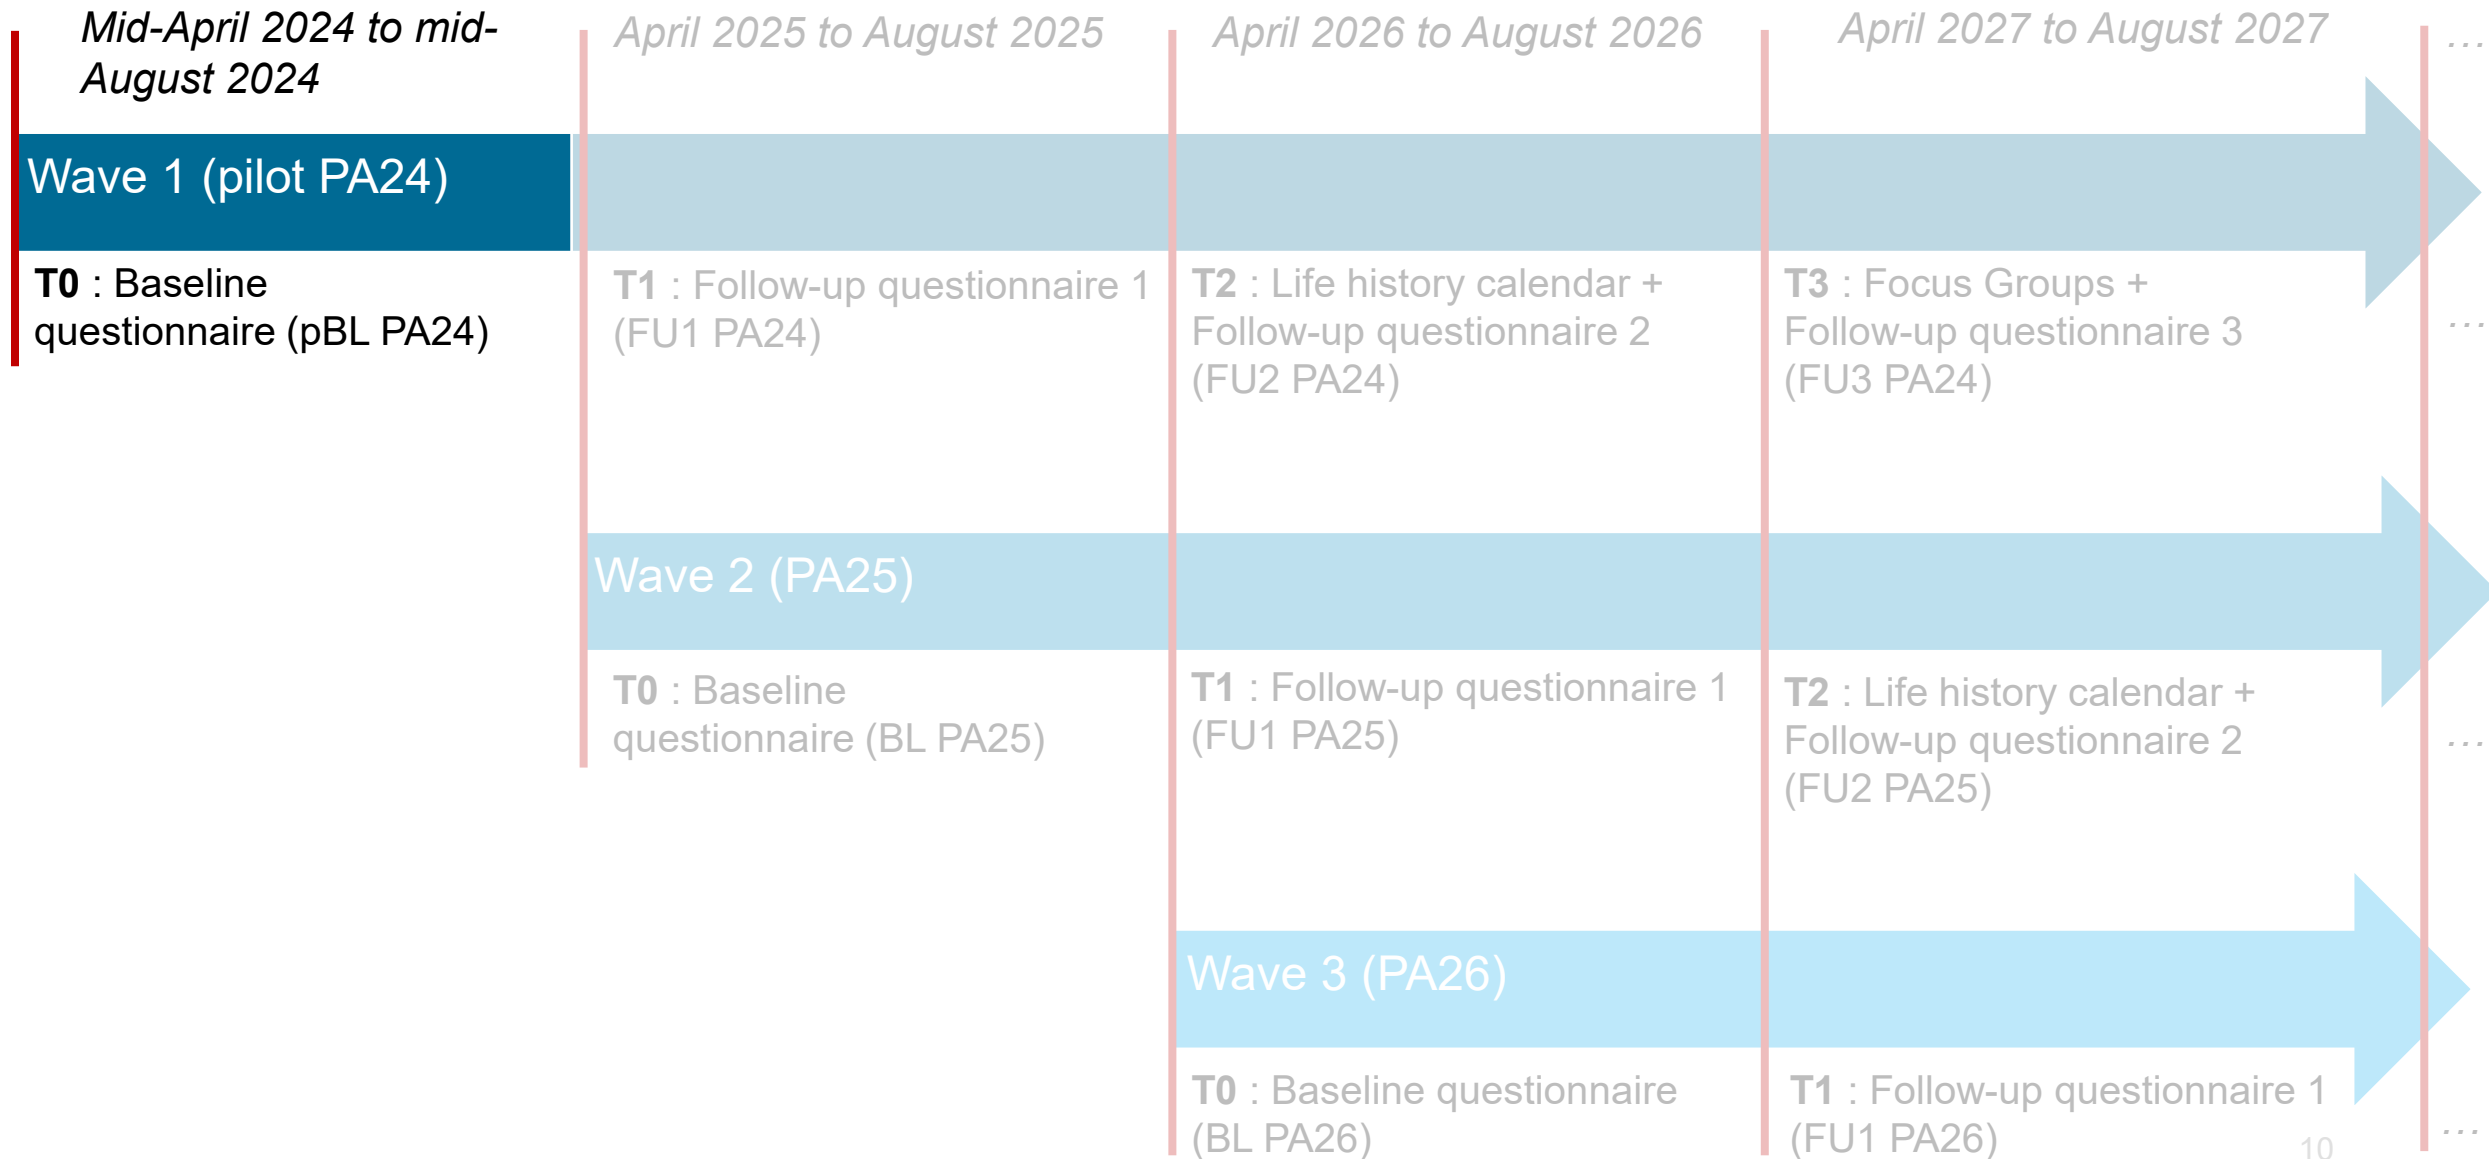 Mid-April 2024 to mid-
August 2024
April 2025 to August 2025
April 2026 to August 2026
April 2027 to August 2027
...
Wave 1 (pilot PA24)
T0 : Baseline
questionnaire (pBL PA24)
T1 : Follow-up questionnaire 1
(FU1 PA24)
T2 : Life history calendar +
Follow-up questionnaire 2
(FU2 PA24)
T3 : Focus Groups +
Follow-up questionnaire 3
(FU3 PA24)
...
Wave 2 (PA25)
T0 : Baseline
questionnaire (BL PA25)
T1 : Follow-up questionnaire 1
(FU1 PA25)
T2 : Life history calendar +
Follow-up questionnaire 2
(FU2 PA25)
...
Wave 3 (PA26)
T0 : Baseline questionnaire
(BL PA26)
T1 : Follow-up questionnaire 1
(FU1 PA26)
...
10